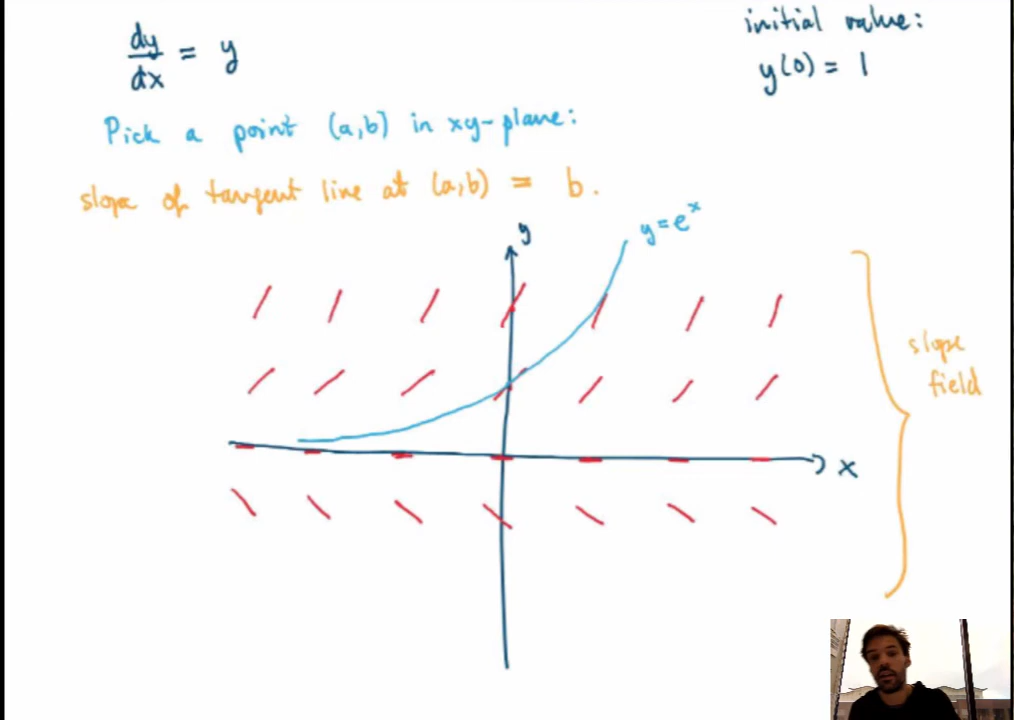 dy/dx = y
initial value:
y(0) = 1
Pick a point (a,b) in xy-plane:
slope of tangent line at (a,b) = b.
y
y=e^x
slope
field
x